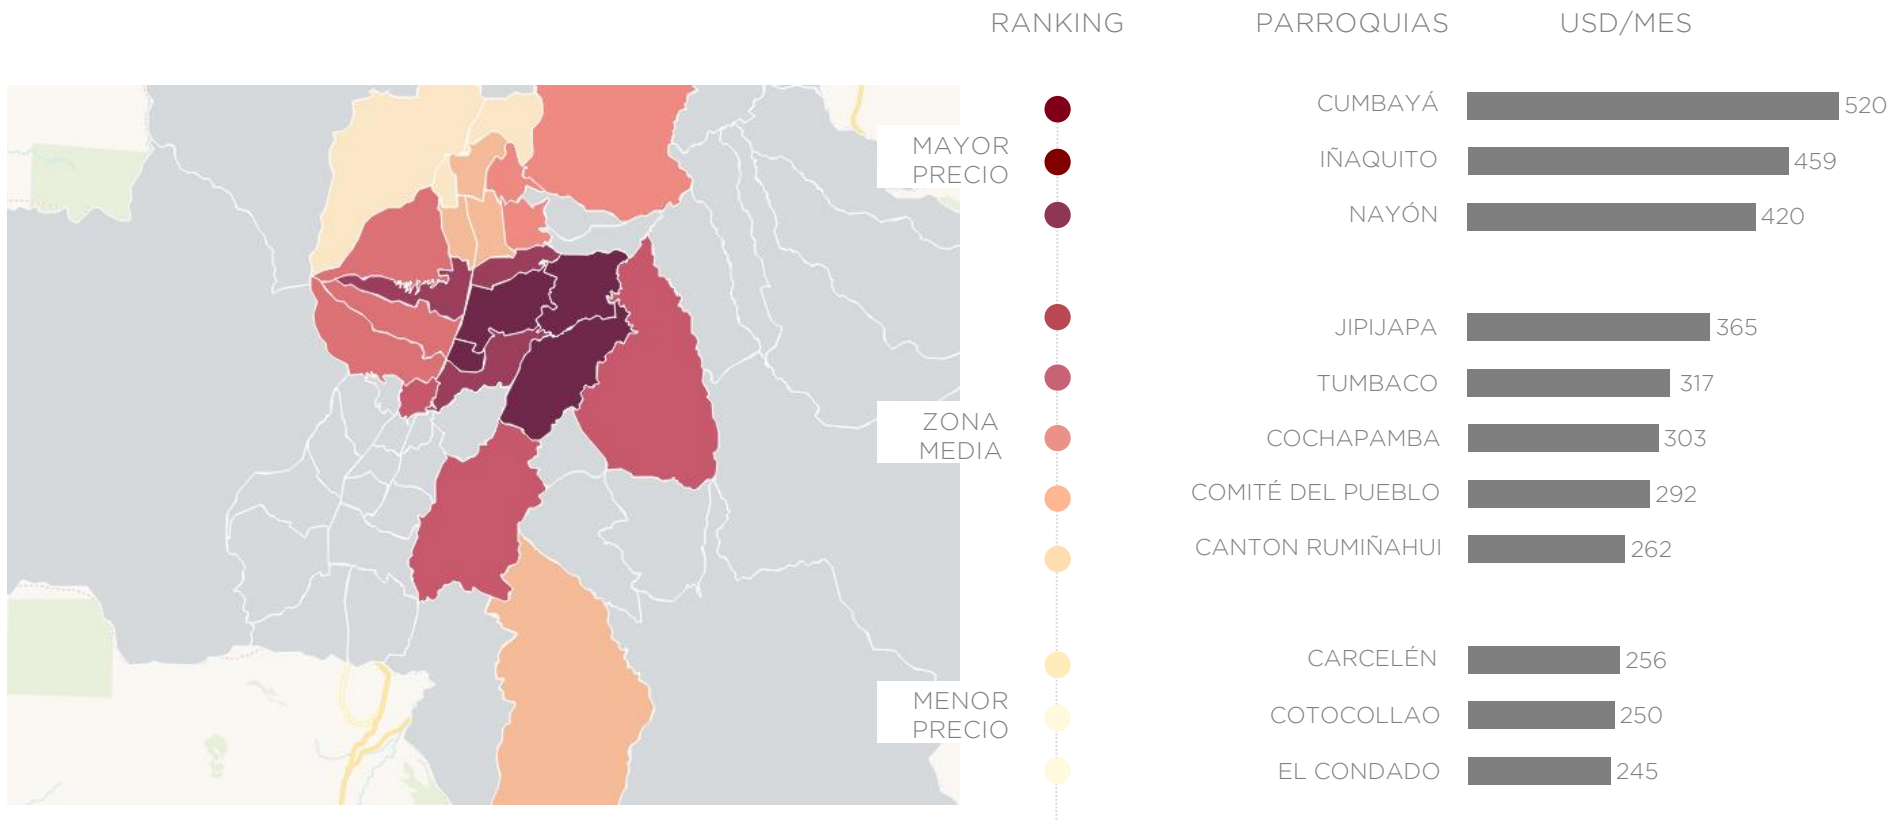 RANKING
PARROQUIAS
USD/MES
MAYOR
PRECIO
CUMBAYÁ 520
IÑAQUITO 459
NAYÓN 420
ZONA
MEDIA
JIPIJAPA 365
TUMBACO 317
COCHAPAMBA 303
COMITÉ DEL PUEBLO 292
CANTON RUMIÑAHUI 262
MENOR
PRECIO
CARCELÉN 256
COTOCOLLAO 250
EL CONDADO 245